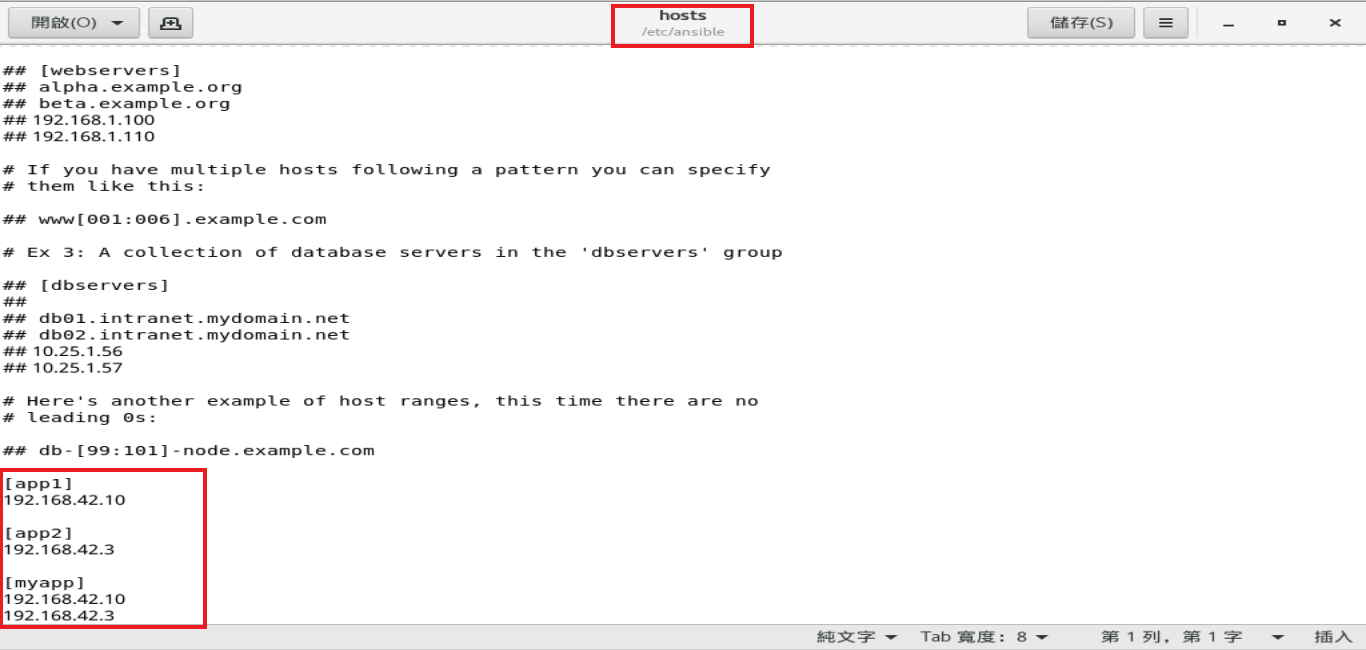 開啟(O)
hosts
/etc/ansible
儲存(S)
## [webservers]
## alpha.example.org
## beta.example.org
## 192.168.1.100
## 192.168.1.110
# If you have multiple hosts following a pattern you can specify
# them like this:
## www[001:006].example.com
# Ex 3: A collection of database servers in the 'dbservers' group
## [dbservers]
##
## db01.intranet.mydomain.net
## db02.intranet.mydomain.net
## 10.25.1.56
## 10.25.1.57
# Here's another example of host ranges, this time there are no
# leading 0s:
## db-[99:101]-node.example.com
[app1]
192.168.42.10
[app2]
192.168.42.3
[myapp]
192.168.42.10
192.168.42.3
純文字 Tab 寬度: 8 第 1 列, 第 1 字 插入